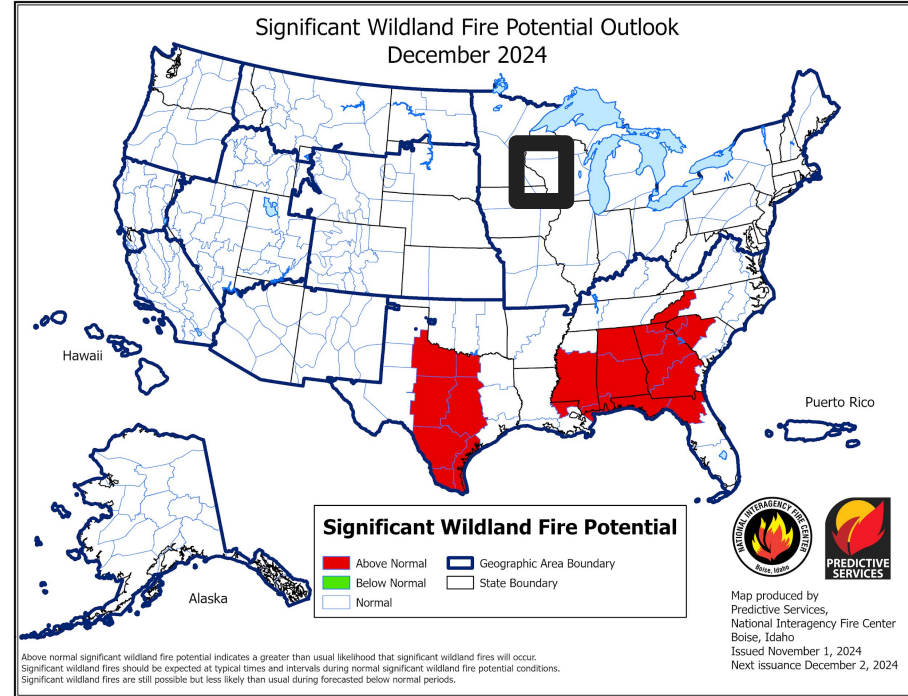 Significant Wildland Fire Potential Outlook
December 2024
Hawaii
Puerto Rico
Alaska
Significant Wildland Fire Potential
Above Normal
Geographic Area Boundary
Below Normal
State Boundary
Normal
NATIONAL INTERAGENCY FIRE CENTER
Boise, Idaho
PREDICTIVE
SERVICES
Map produced by
Predictive Services,
National Interagency Fire Center
Boise, Idaho
Issued November 1, 2024
Next issuance December 2, 2024
Above normal significant wildland fire potential indicates a greater than usual likelihood that significant wildland fires will occur.
Significant wildland fires should be expected at typical times and intervals during normal significant wildland fire potential conditions.
Significant wildland fires are still possible but less likely than usual during forecasted below normal periods.